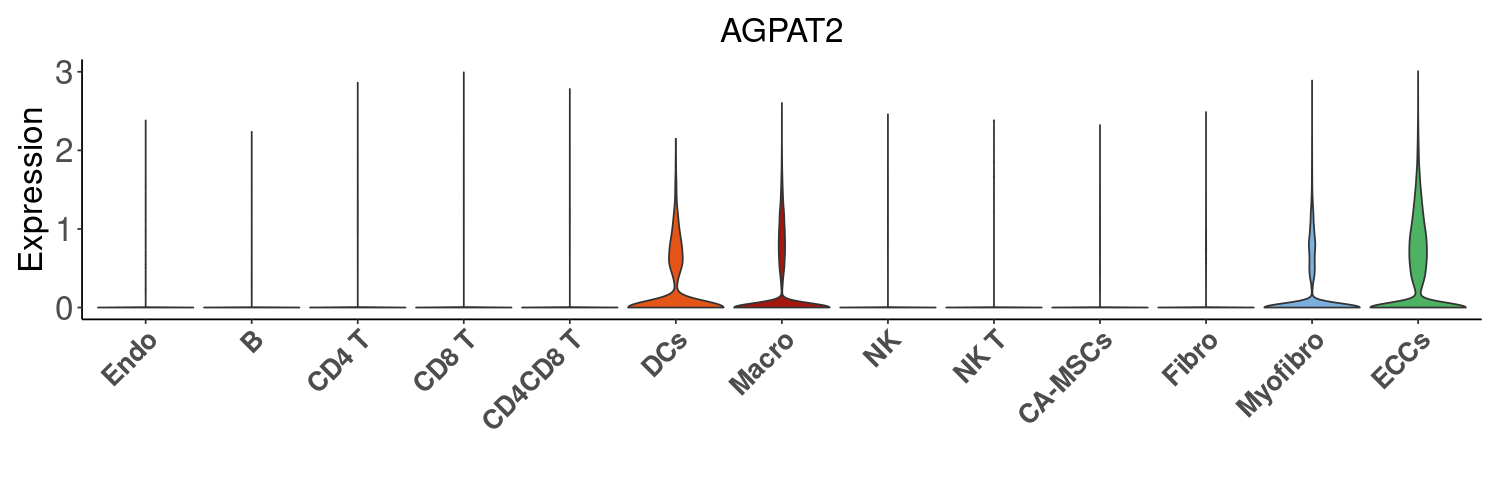 AGPAT2
Expression
3
2
1
0
Endo
B
CD4 T
CD8 T
CD4CD8 T
DCs
Macro
NK
NK T
CA-MSCs
Fibro
Myofibro
ECCs